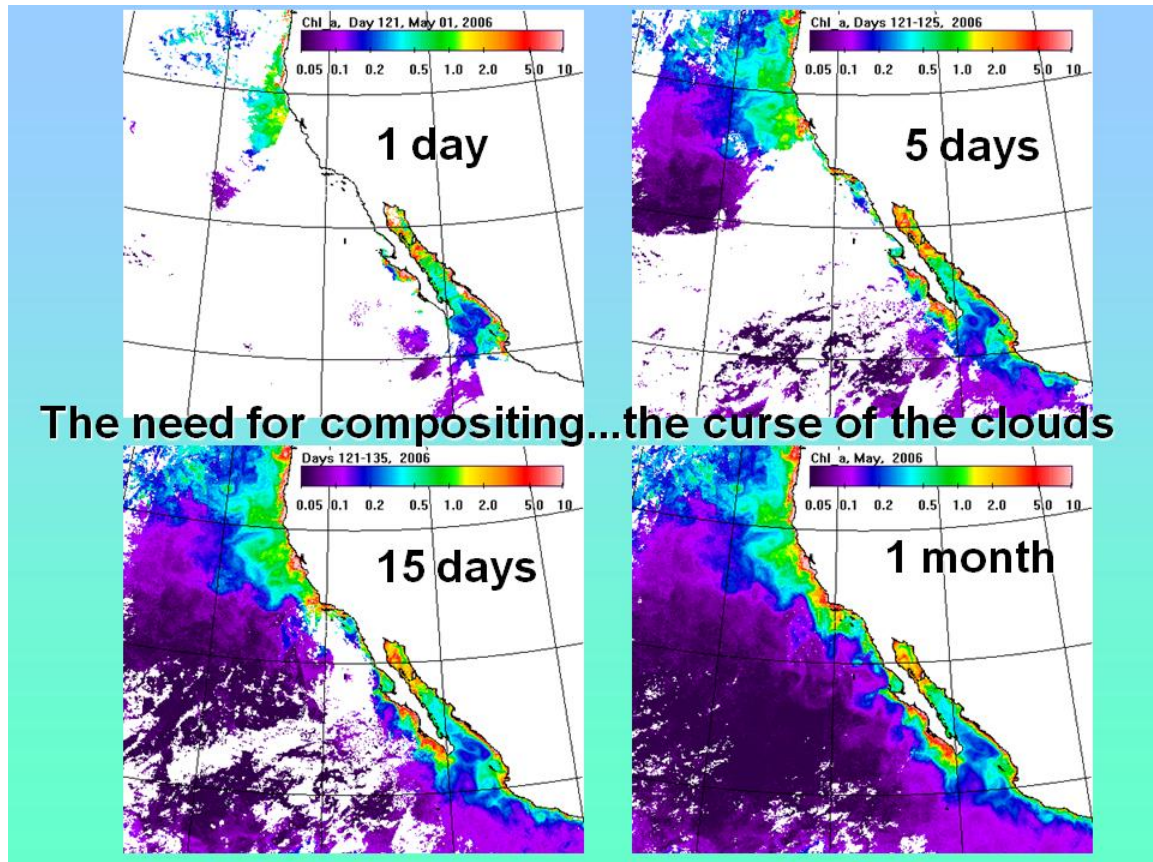 Chl_a, Day 121, May 01, 2006
0.05 0.1 0.2 0.5 1.0 2.0 5.0 10
1 day
Chl_a, Days 121-125, 2006
0.05 0.1 0.2 0.5 1.0 2.0 5.0 10
5 days
The need for compositing...the curse of the clouds
Days 121-135, 2006
0.05 0.1 0.2 0.5 1.0 2.0 5.0 10
15 days
Chl_a, May, 2006
0.05 0.1 0.2 0.5 1.0 2.0 5.0 10
1 month